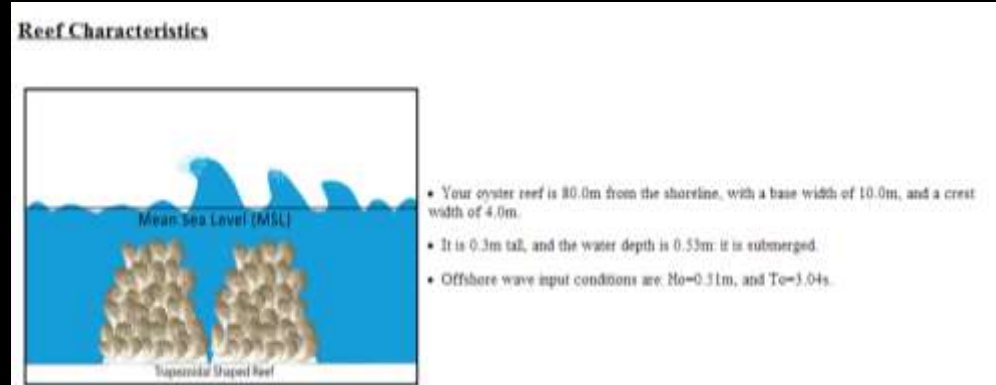 Reef Characteristics
Mean Sea Level (MSL)
Trapezoidal Shaped Reef
• Your oyster reef is 80.0m from the shoreline, with a base width of 10.0m, and a crest
width of 4.0m.
• It is 0.3m tall, and the water depth is 0.53m: it is submerged.
• Offshore wave input conditions are: Ho=0.31m, and To=3.04s.